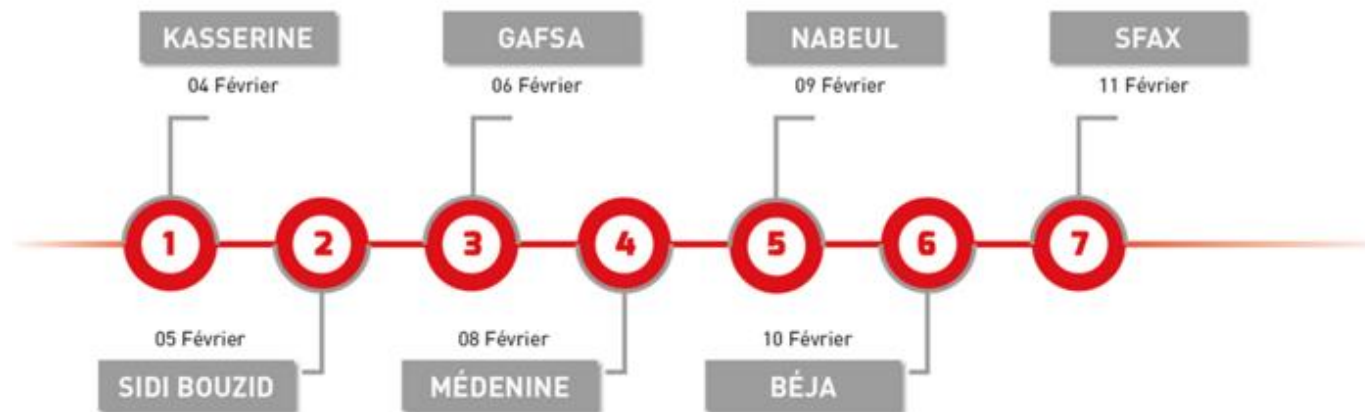 KASSERINE
04 Février
GAFSA
06 Février
NABEUL
09 Février
SFAX
11 Février
1
2
3
4
5
6
7
05 Février
SIDI BOUZID
08 Février
MÉDENINE
10 Février
BÉJA